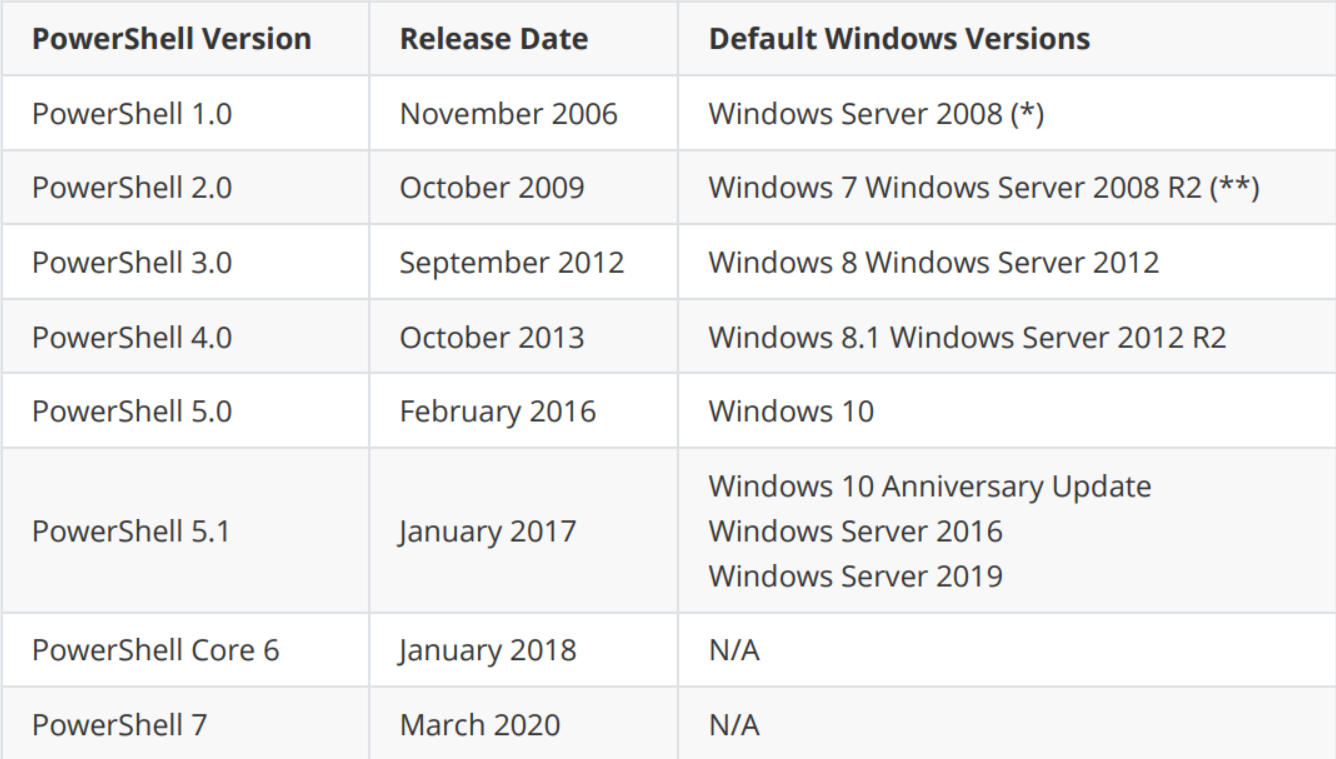 PowerShell Version Release Date Default Windows Versions
PowerShell 1.0 November 2006 Windows Server 2008 (*)
PowerShell 2.0 October 2009 Windows 7 Windows Server 2008 R2 (**)
PowerShell 3.0 September 2012 Windows 8 Windows Server 2012
PowerShell 4.0 October 2013 Windows 8.1 Windows Server 2012 R2
PowerShell 5.0 February 2016 Windows 10
PowerShell 5.1 January 2017 Windows 10 Anniversary Update
Windows Server 2016
Windows Server 2019
PowerShell Core 6 January 2018 N/A
PowerShell 7 March 2020 N/A